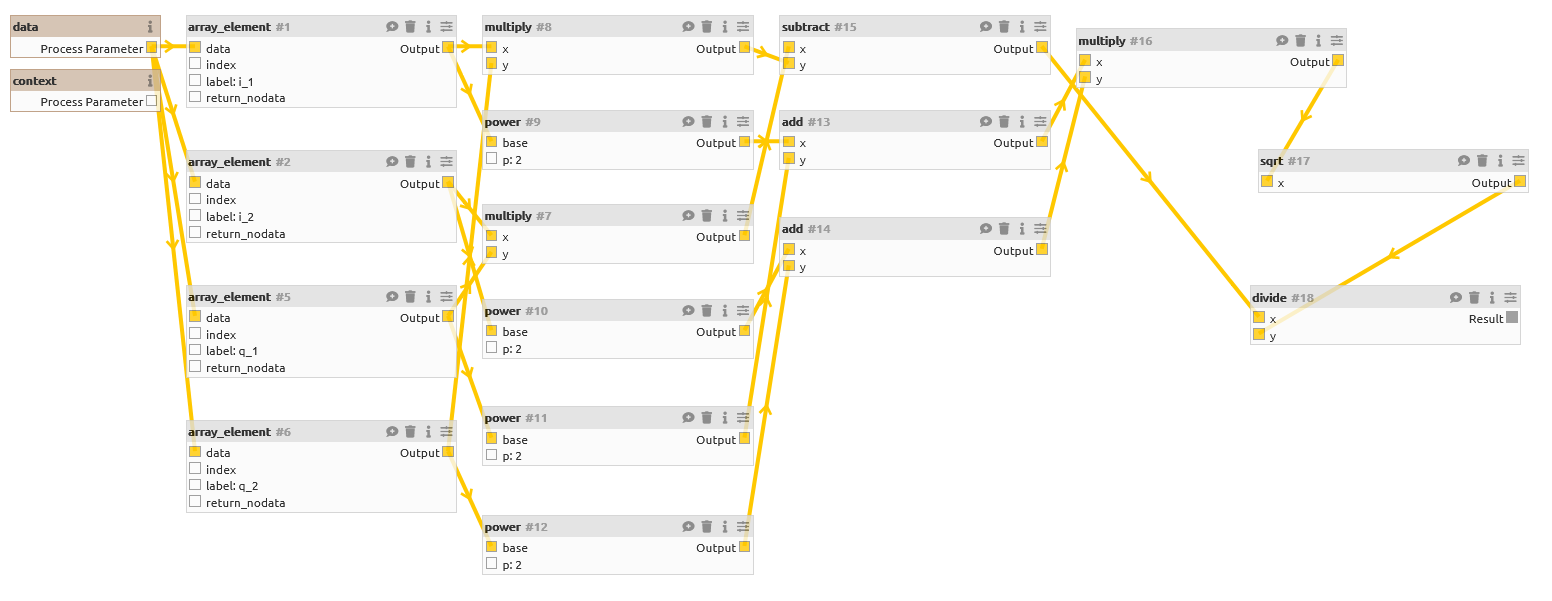 data
Process Parameter
context
Process Parameter
array_element #1
data Output
index
label: i_1
return_nodata
array_element #2
data Output
index
label: i_2
return_nodata
array_element #5
data Output
index
label: q_1
return_nodata
array_element #6
data Output
index
label: q_2
return_nodata
multiply #8
x Output
y
power #9
base Output
p: 2
multiply #7
x Output
y
power #10
base Output
p: 2
power #11
base Output
p: 2
power #12
base Output
p: 2
subtract #15
x Output
y
add #13
x Output
y
add #14
x Output
y
multiply #16
x Output
y
sqrt #17
x Output
divide #18
x Result
y